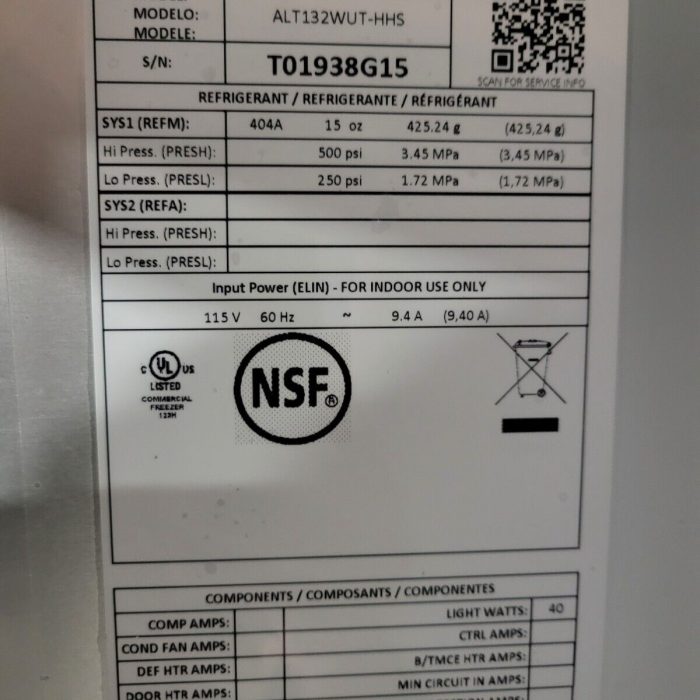 MODELO: ALT132WUT-HHS
MODELE:
S/N: T01938G15
SCAN FOR SERVICE INFO
REFRIGERANT / REFRIGERANTE / RÉFRIGÉRANT
SYS1 (REFM): 404A 15 oz 425.24 g (425,24 g)
Hi Press. (PRESH): 500 psi 3.45 MPa (3,45 MPa)
Lo Press. (PRESL): 250 psi 1.72 MPa (1,72 MPa)
SYS2 (REFA):
Hi Press. (PRESH):
Lo Press. (PRESL):
Input Power (ELIN) - FOR INDOOR USE ONLY
115 V 60 Hz ~ 9.4 A (9,40 A)
C UL US
LISTED
COMMERCIAL
FREEZER
123H
NSF®
COMPONENTS / COMPOSANTS / COMPONENTES
COMP AMPS: LIGHT WATTS: 40
COND FAN AMPS: CTRL AMPS:
DEF HTR AMPS: B/TMCE HTR AMPS:
DOOR HTR AMPS: MIN CIRCUIT IN AMPS: